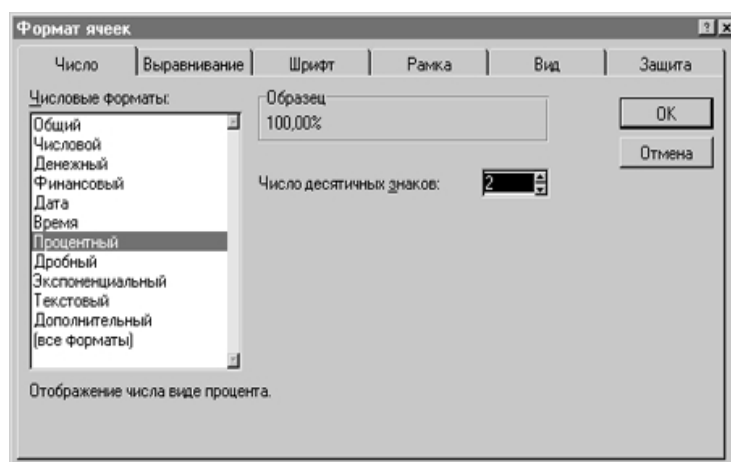 Формат ячеек
Число Выравнивание Шрифт Рамка Вид Защита
Числовые форматы:
Общий
Числовой
Денежный
Финансовый
Дата
Время
Процентный
Дробный
Экспоненциальный
Текстовый
Дополнительный
(все форматы)
Образец
100,00%
Число десятичных знаков: 2
OK
Отмена
Отображение числа виде процента.